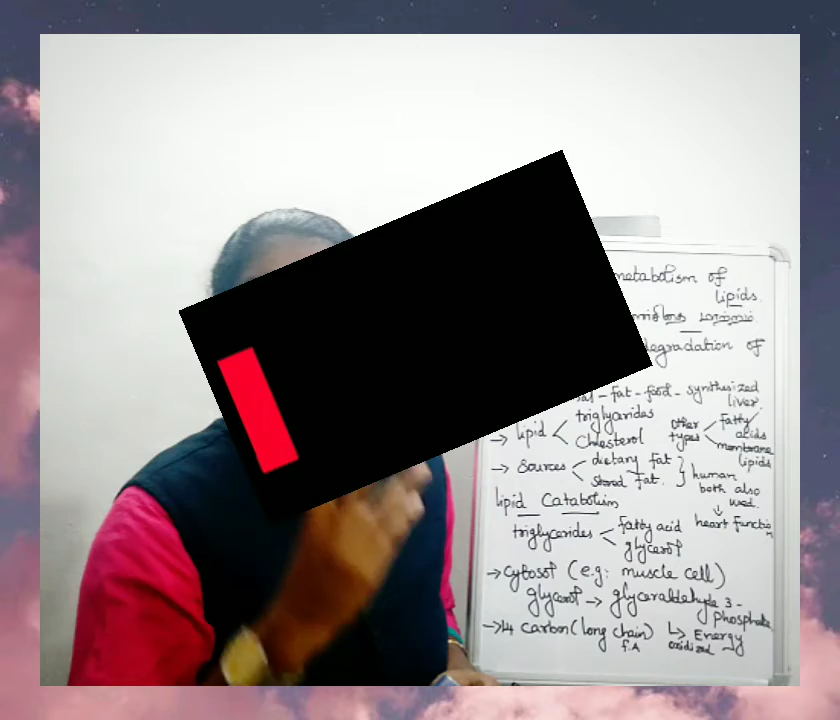 metabolism of
lipids.
degradation of
fat-food-synthesized
liver
triglycerides
→ lipid < Cholesterol
other types < Fatty acids
membrane lipids
→ Sources < dietary fat
stored fat.
human
both also
used.
↓
heart function
lipid Catabolism
triglycerides < fatty acid
glycerol
→ Cytosol (e.g: muscle cell)
glycerol → glyceraldehyde 3-
phosphate
→ 14 carbon (long chain) ↳ Energy
f.A oxidized